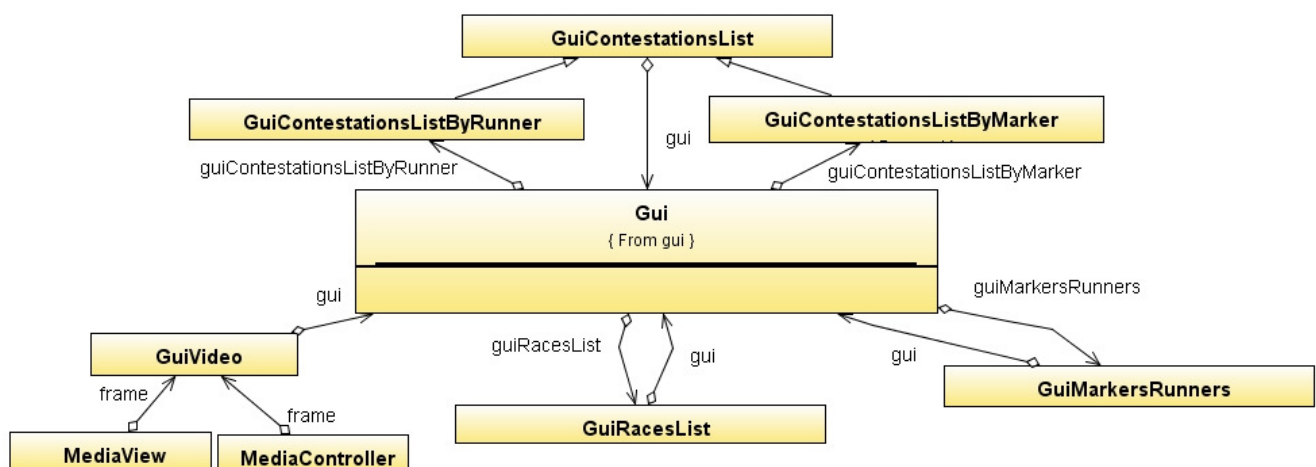 GuiContestationsList
GuiContestationsListByRunner
GuiContestationsListByMarker
guiContestationsListByRunner
gui
guiContestationsListByMarker
Gui
{ From gui }
gui
guiMarkersRunners
guiRacesList
gui
gui
GuiVideo
GuiMarkersRunners
frame
frame
GuiRacesList
MediaView
MediaController